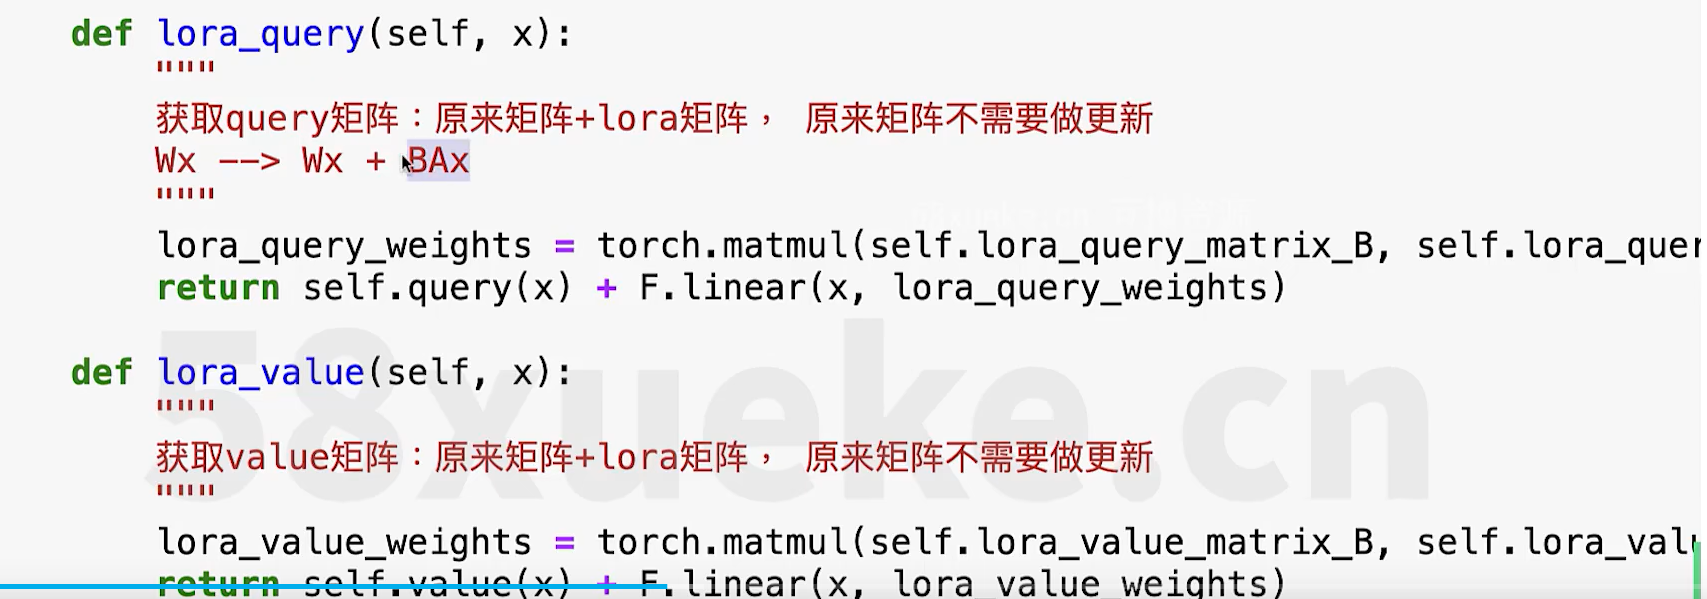 def lora_query(self, x):
"""
获取query矩阵：原来矩阵+lora矩阵， 原来矩阵不需要做更新
Wx --> Wx + BAx
"""
lora_query_weights = torch.matmul(self.lora_query_matrix_B, self.lora_quer
return self.query(x) + F.linear(x, lora_query_weights)
def lora_value(self, x):
"""
获取value矩阵：原来矩阵+lora矩阵， 原来矩阵不需要做更新
"""
lora_value_weights = torch.matmul(self.lora_value_matrix_B, self.lora_val
return self.value(x) + F.linear(x, lora_value_weights)
58xueke.cn